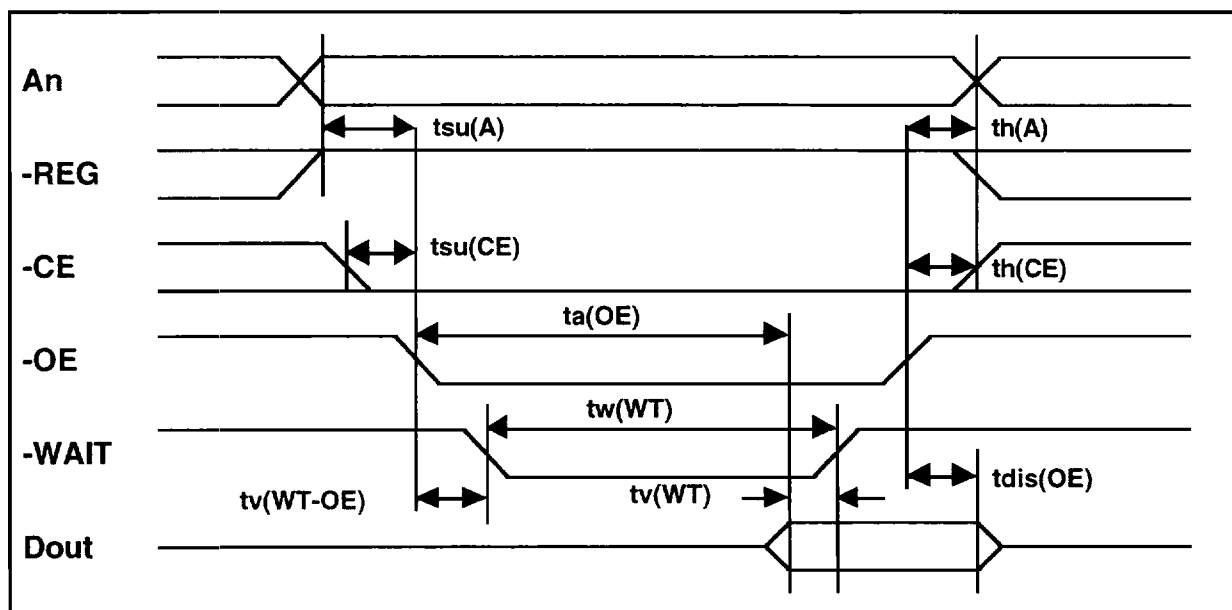 An
tsu(A)
th(A)
-REG
tsu(CE)
-CE
th(CE)
ta(OE)
-OE
tw(WT)
-WAIT
tv(WT-OE)
tv(WT)
tdis(OE)
Dout